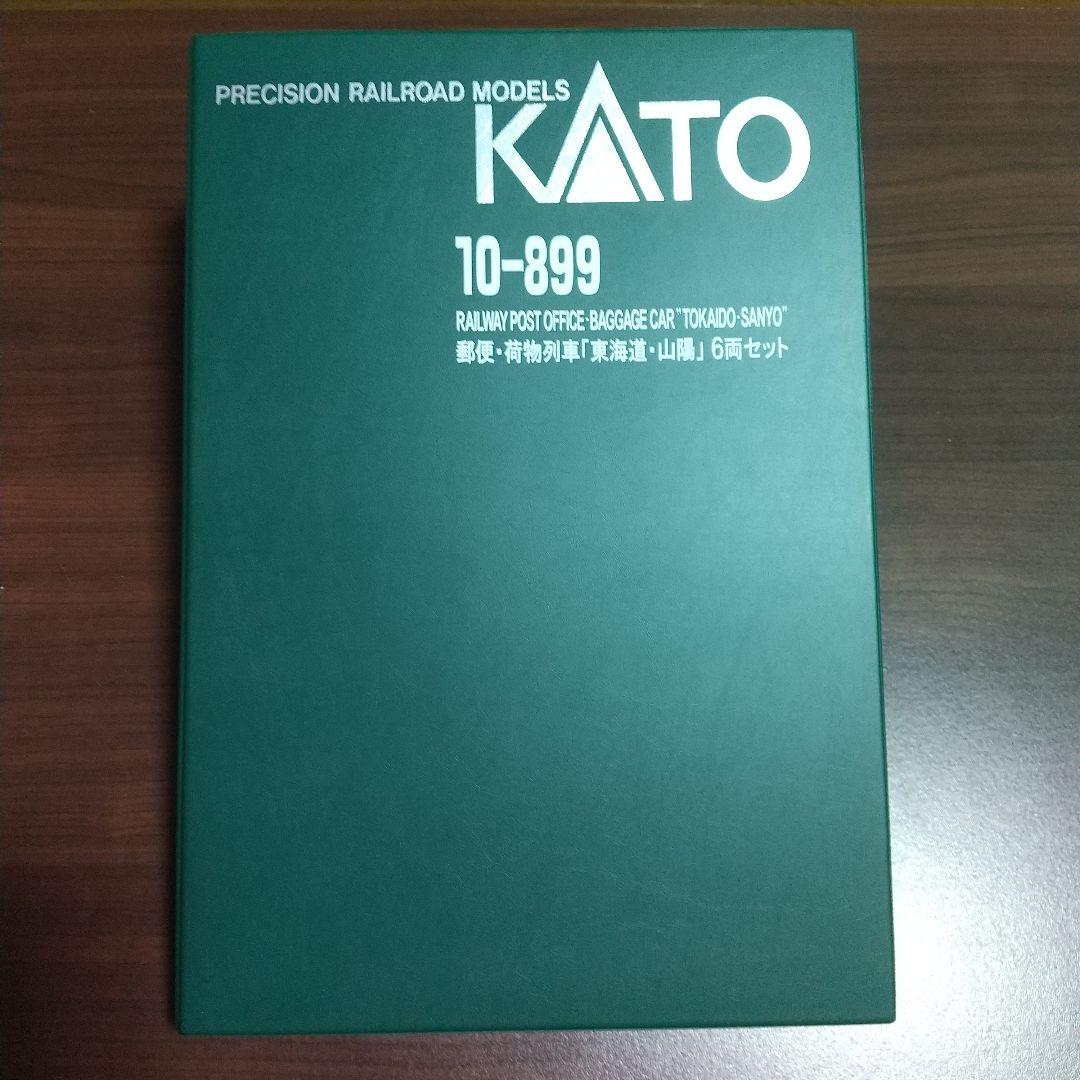 PRECISION RAILROAD MODELS
KATO
10-899
RAILWAY POST OFFICE·BAGGAGE CAR "TOKAIDO·SANYO"
郵便・荷物列車「東海道・山陽」 6両セット